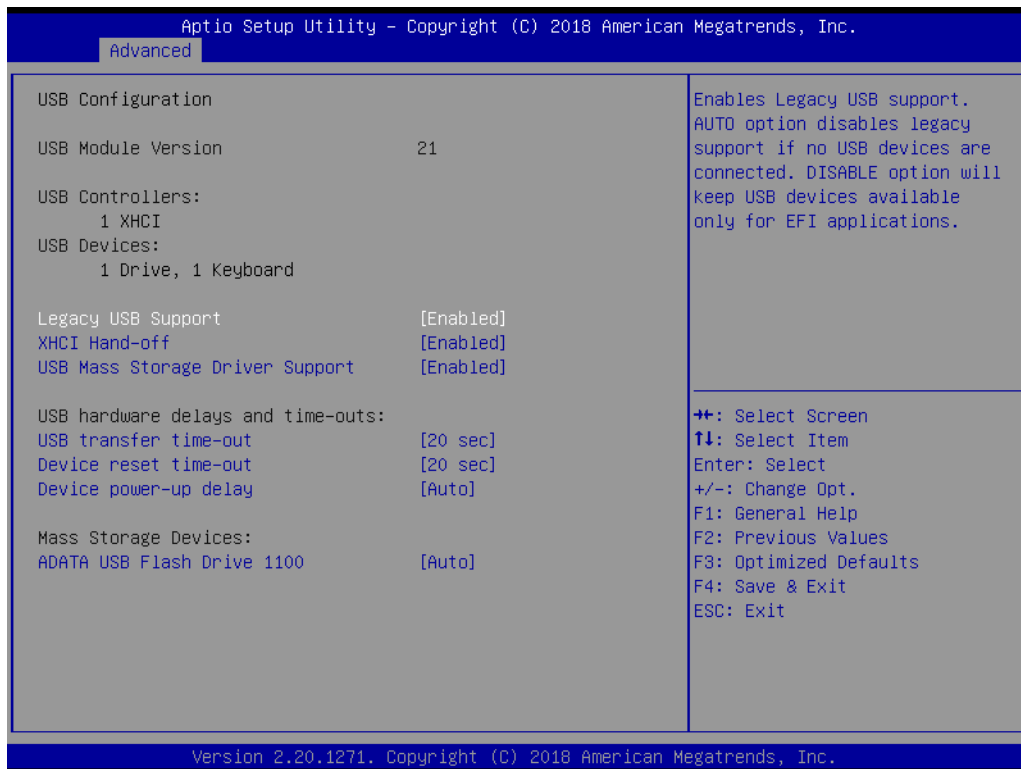 Aptio Setup Utility – Copyright (C) 2018 American Megatrends, Inc.
Advanced
USB Configuration
USB Module Version 21
USB Controllers:
1 XHCI
USB Devices:
1 Drive, 1 Keyboard
Legacy USB Support [Enabled]
XHCI Hand-off [Enabled]
USB Mass Storage Driver Support [Enabled]
USB hardware delays and time-outs:
USB transfer time-out [20 sec]
Device reset time-out [20 sec]
Device power-up delay [Auto]
Mass Storage Devices:
ADATA USB Flash Drive 1100 [Auto]
Enables Legacy USB support.
AUTO option disables legacy
support if no USB devices are
connected. DISABLE option will
keep USB devices available
only for EFI applications.
→←: Select Screen
↑↓: Select Item
Enter: Select
+/-: Change Opt.
F1: General Help
F2: Previous Values
F3: Optimized Defaults
F4: Save & Exit
ESC: Exit
Version 2.20.1271. Copyright (C) 2018 American Megatrends, Inc.